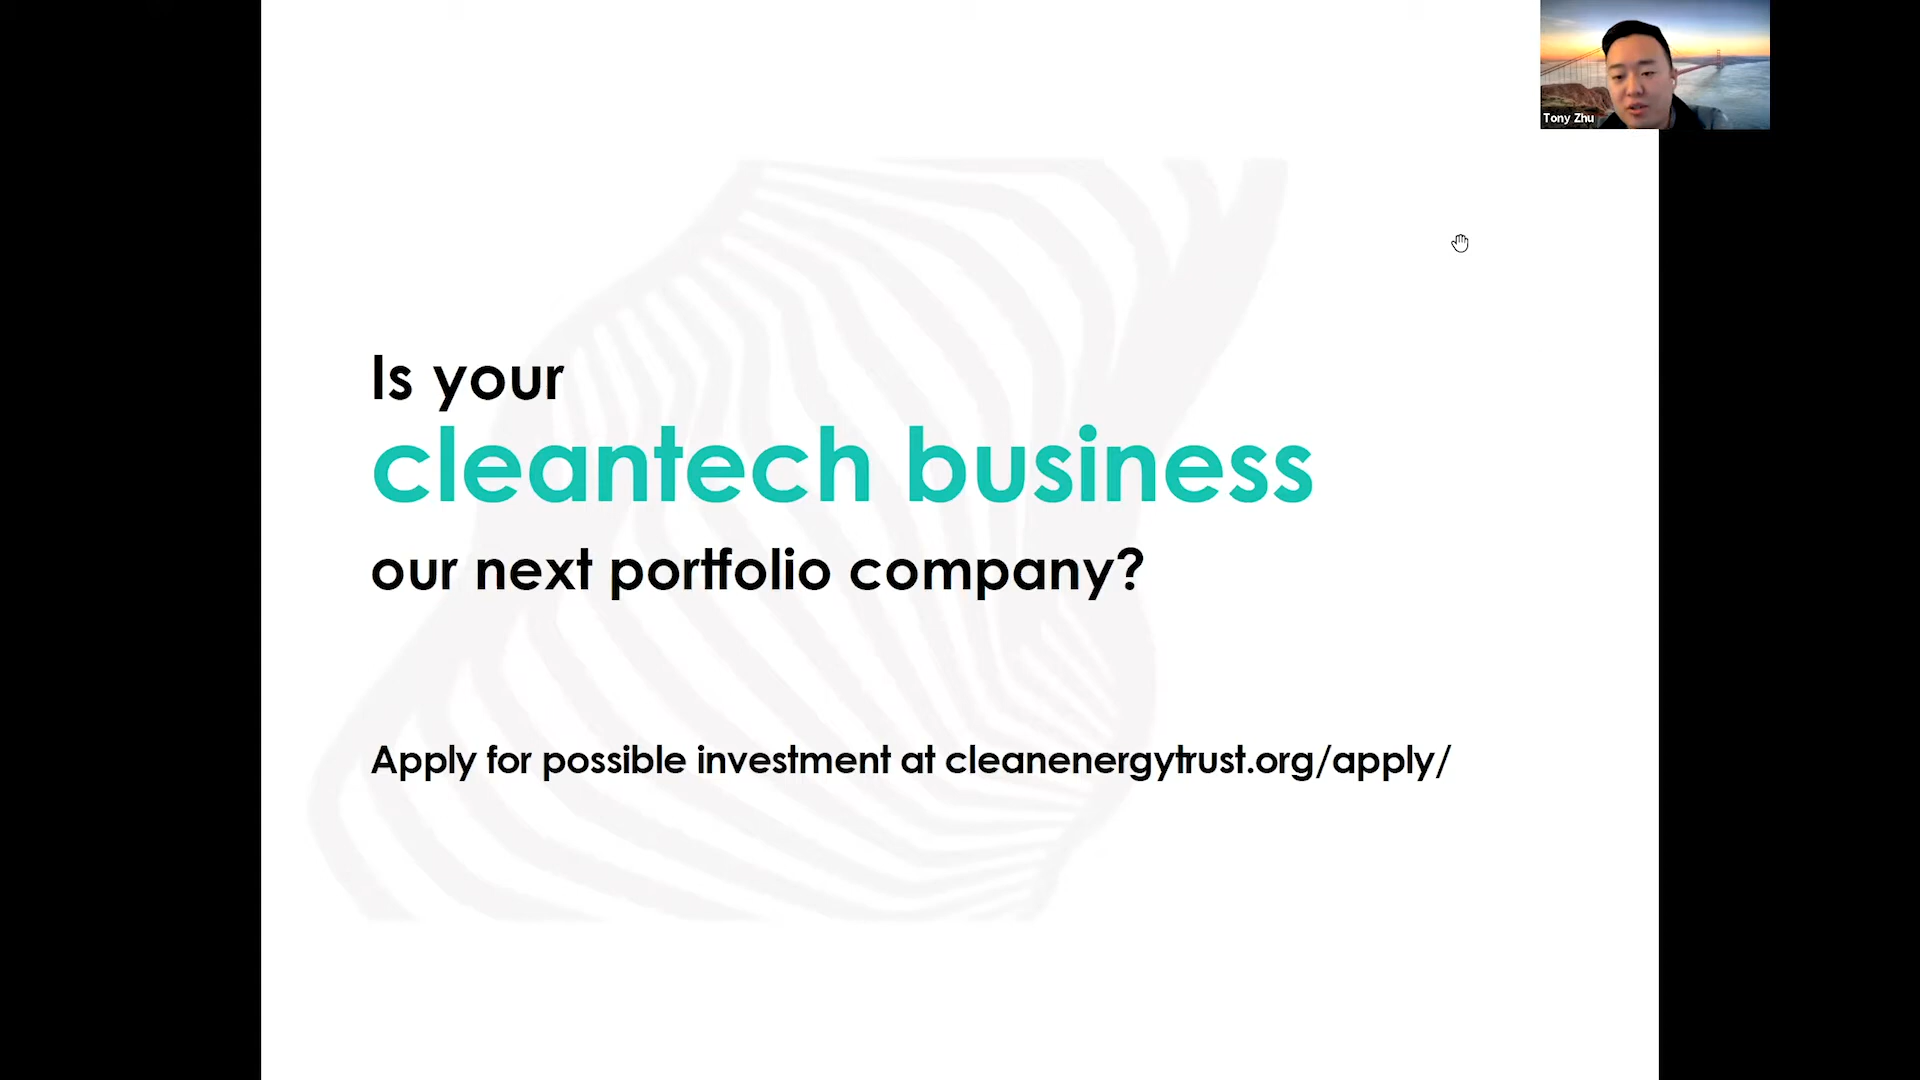 Tony Zhu
Is your
cleantech business
our next portfolio company?
Apply for possible investment at cleanenergytrust.org/apply/